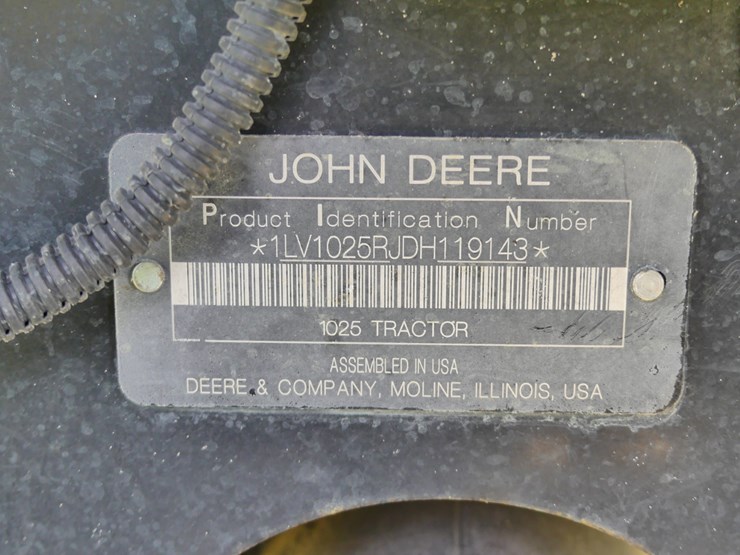 JOHN DEERE
Product Identification Number
*1LV1025RJDH119143*
1025 TRACTOR
ASSEMBLED IN USA
DEERE & COMPANY, MOLINE, ILLINOIS, USA